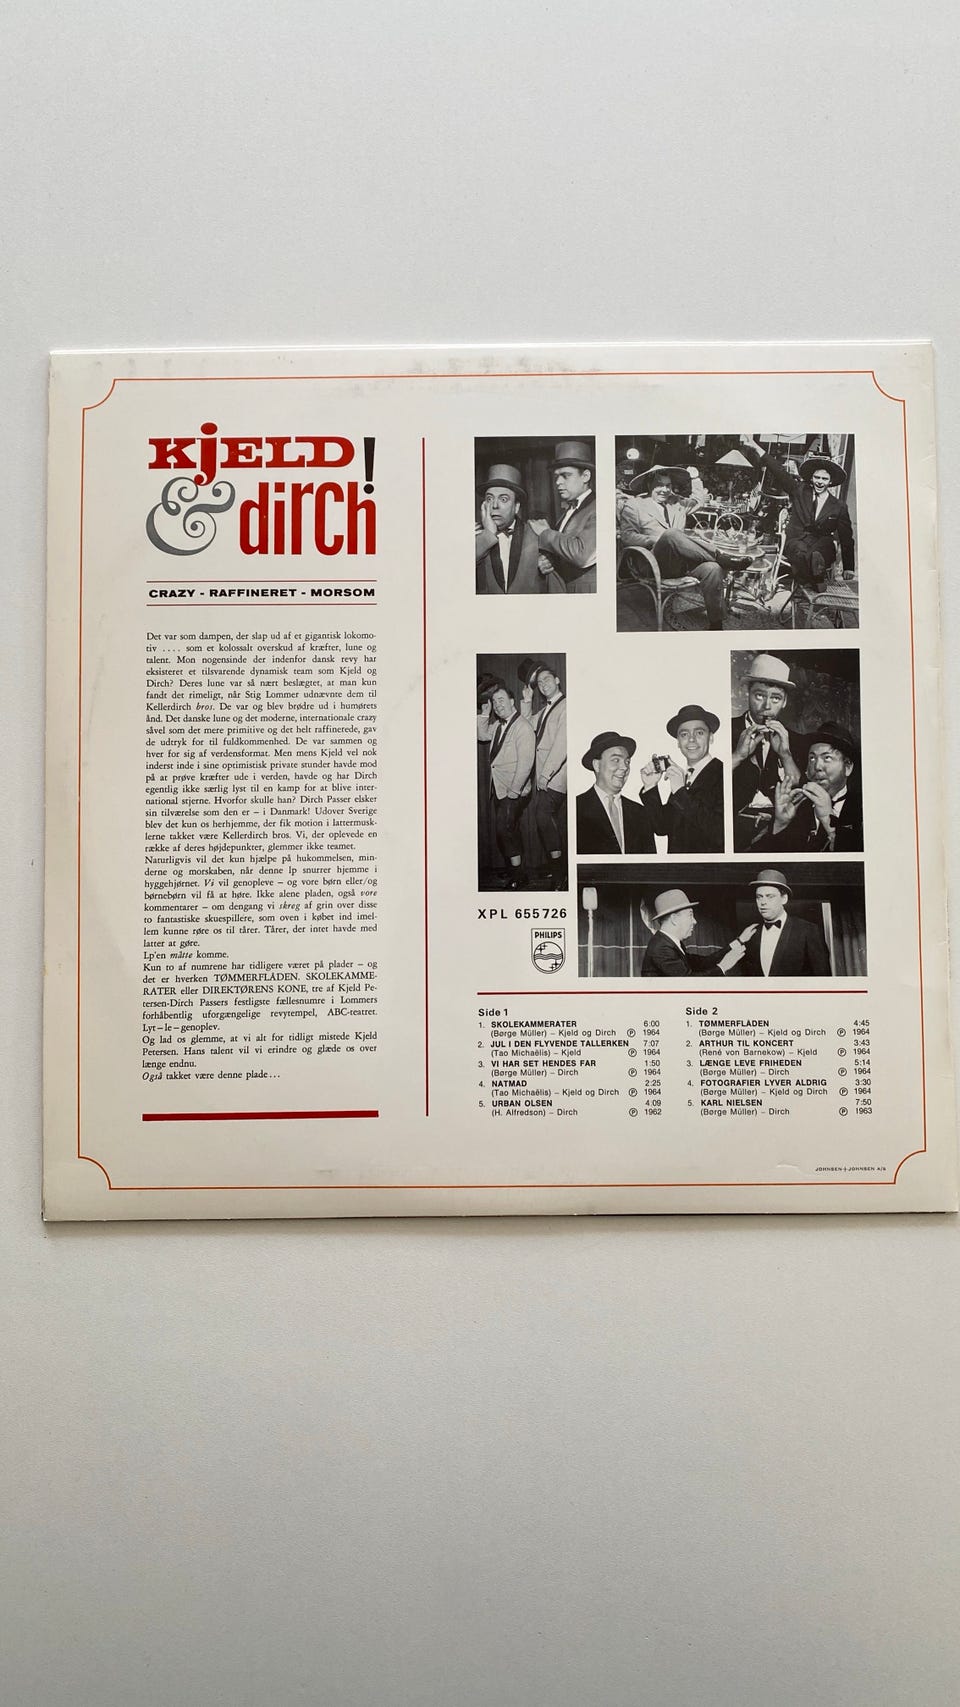 KJELD
& dirch!
CRAZY - RAFFINERET - MORSOM
Det var som dampen, der slap ud af et gigantisk lokomo-
tiv .... som et kolossalt overskud af kræfter, lune og
talent. Mon nogensinde der indenfor dansk revy har
eksisteret et tilsvarende dynamisk team som Kjeld og
Dirch? Deres lune var så nært beslægtet, at man kun
fandt det rimeligt, når Stig Lommer udnævnte dem til
Kellerdirch bros. De var og blev brødre ud i humørets
ånd. Det danske lune og det moderne, internationale crazy
såvel som det mere primitive og det helt raffinerede, gav
de udtryk for til fuldkommenhed. De var sammen og
hver for sig af verdensformat. Men mens Kjeld vel nok
inderst inde i sine optimistisk private stunder havde mod
på at prøve kræfter ude i verden, havde og har Dirch
egentlig ikke særlig lyst til en kamp for at blive inter-
national stjerne. Hvorfor skulle han? Dirch Passer elsker
sin tilværelse som den er – i Danmark! Udover Sverige
blev det kun os herhjemme, der fik motion i lattermusk-
lerne takket være Kellerdirch bros. Vi, der oplevede en
række af deres højdepunkter, glemmer ikke teamet.
Naturligvis vil det kun hjælpe på hukommelsen, min-
derne og morskaben, når denne lp snurrer hjemme i
hyggehjørnet. Vi vil genopleve – og vore børn eller/og
børnebørn vil få at høre. Ikke alene pladen, også vore
kommentarer – om dengang vi skreg af grin over disse
to fantastiske skuespillere, som oven i købet ind imel-
lem kunne røre os til tårer. Tårer, der intet havde med
latter at gøre.
Lp'en måtte komme.
Kun to af numrene har tidligere været på plader – og
det er hverken TØMMERFLÅDEN, SKOLEKAMME-
RATER eller DIREKTØRENS KONE, tre af Kjeld Pe-
tersen-Dirch Passers festligste fællesnumre i Lommers
forhåbentlig uforgængelige revytempel, ABC-teatret.
Lyt – le – genoplev.
Og lad os glemme, at vi alt for tidligt mistede Kjeld
Petersen. Hans talent vil vi erindre og glæde os over
længe endnu.
Også takket være denne plade...
XPL 655726
PHILIPS
Side 1
1. SKOLEKAMMERATER 6:00
(Børge Müller) – Kjeld og Dirch Ⓟ 1964
2. JUL I DEN FLYVENDE TALLERKEN 7:07
(Tao Michaëlis) – Kjeld Ⓟ 1964
3. VI HAR SET HENDES FAR 1:50
(Børge Müller) – Dirch Ⓟ 1964
4. NATMAD 2:25
(Tao Michaëlis) – Kjeld og Dirch Ⓟ 1964
5. URBAN OLSEN 4:09
(H. Alfredson) – Dirch Ⓟ 1962
Side 2
1. TØMMERFLÅDEN 4:45
(Børge Müller) – Kjeld og Dirch Ⓟ 1964
2. ARTHUR TIL KONCERT 3:43
(René von Barnekow) – Kjeld Ⓟ 1964
3. LÆNGE LEVE FRIHEDEN 5:14
(Børge Müller) – Dirch Ⓟ 1964
4. FOTOGRAFIER LYVER ALDRIG 3:30
(Børge Müller) – Kjeld og Dirch Ⓟ 1964
5. KARL NIELSEN 7:50
(Børge Müller) – Dirch Ⓟ 1963
JOHNSEN+JOHNSEN A/S